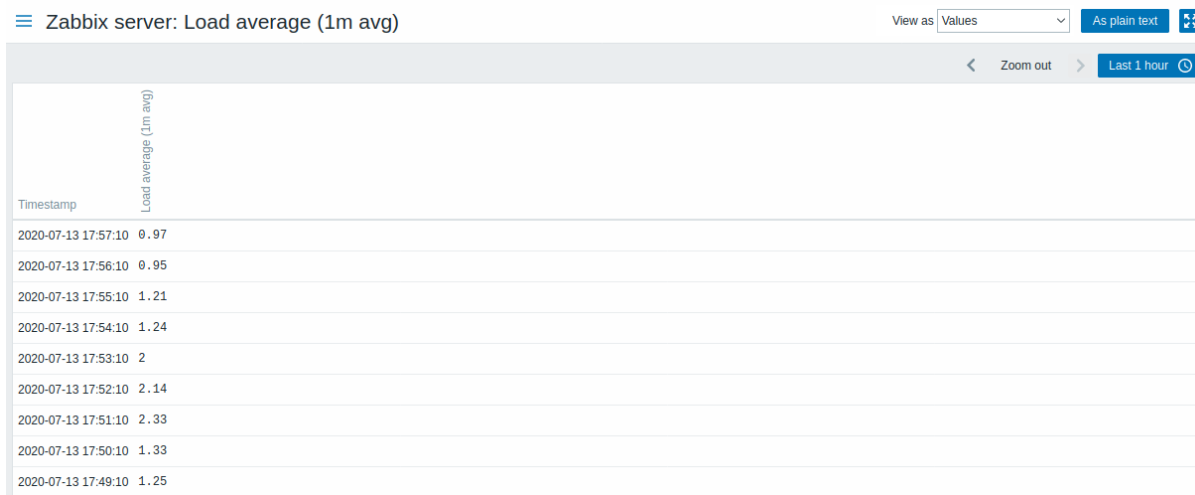 Zabbix server: Load average (1m avg)
View as Values As plain text
Zoom out Last 1 hour
Timestamp Load average (1m avg)
2020-07-13 17:57:10 0.97
2020-07-13 17:56:10 0.95
2020-07-13 17:55:10 1.21
2020-07-13 17:54:10 1.24
2020-07-13 17:53:10 2
2020-07-13 17:52:10 2.14
2020-07-13 17:51:10 2.33
2020-07-13 17:50:10 1.33
2020-07-13 17:49:10 1.25